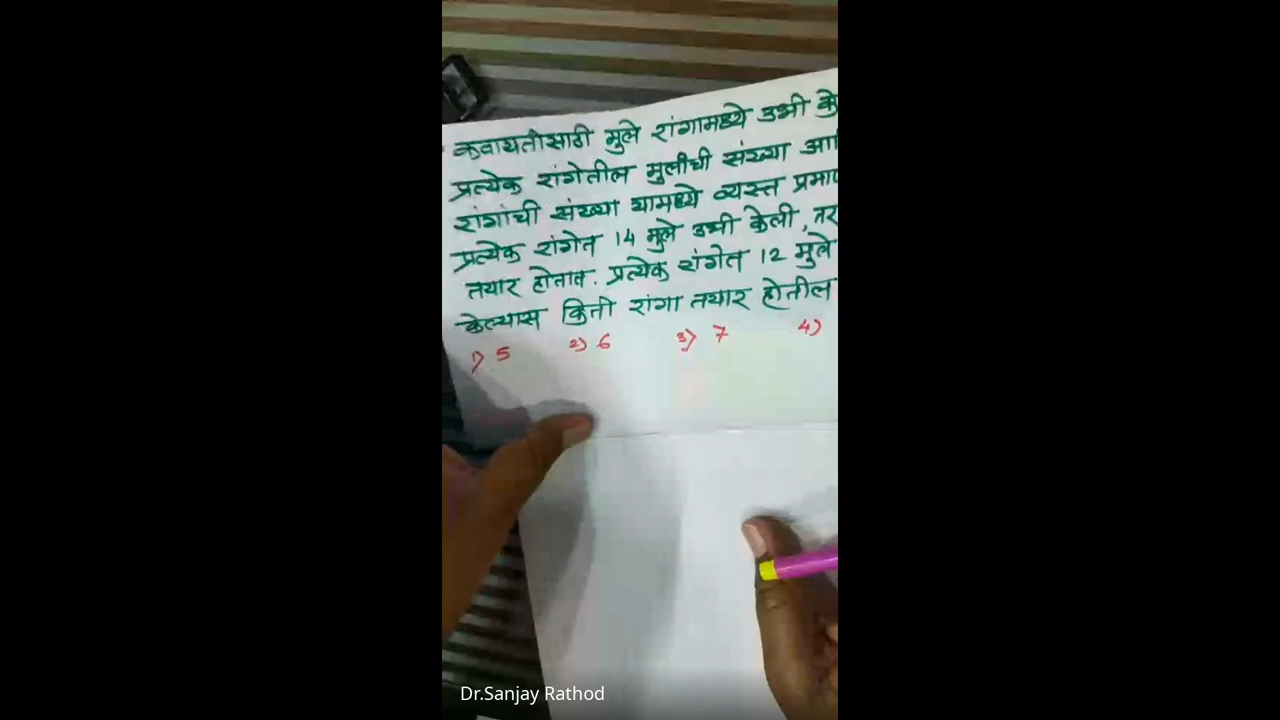 कवायतीसाठी मुले रांगामध्ये उभी के
प्रत्येक रांगेतील मुलांची संख्या आ
रांगांची संख्या यामध्ये व्यस्त प्रमा
प्रत्येक रांगेत 14 मुले उभी केली, तर
तयार होतात. प्रत्येक रांगेत 12 मुले
केल्यास किती रांगा तयार होतील
1) 5 2) 6 3) 7 4)
Dr.Sanjay Rathod